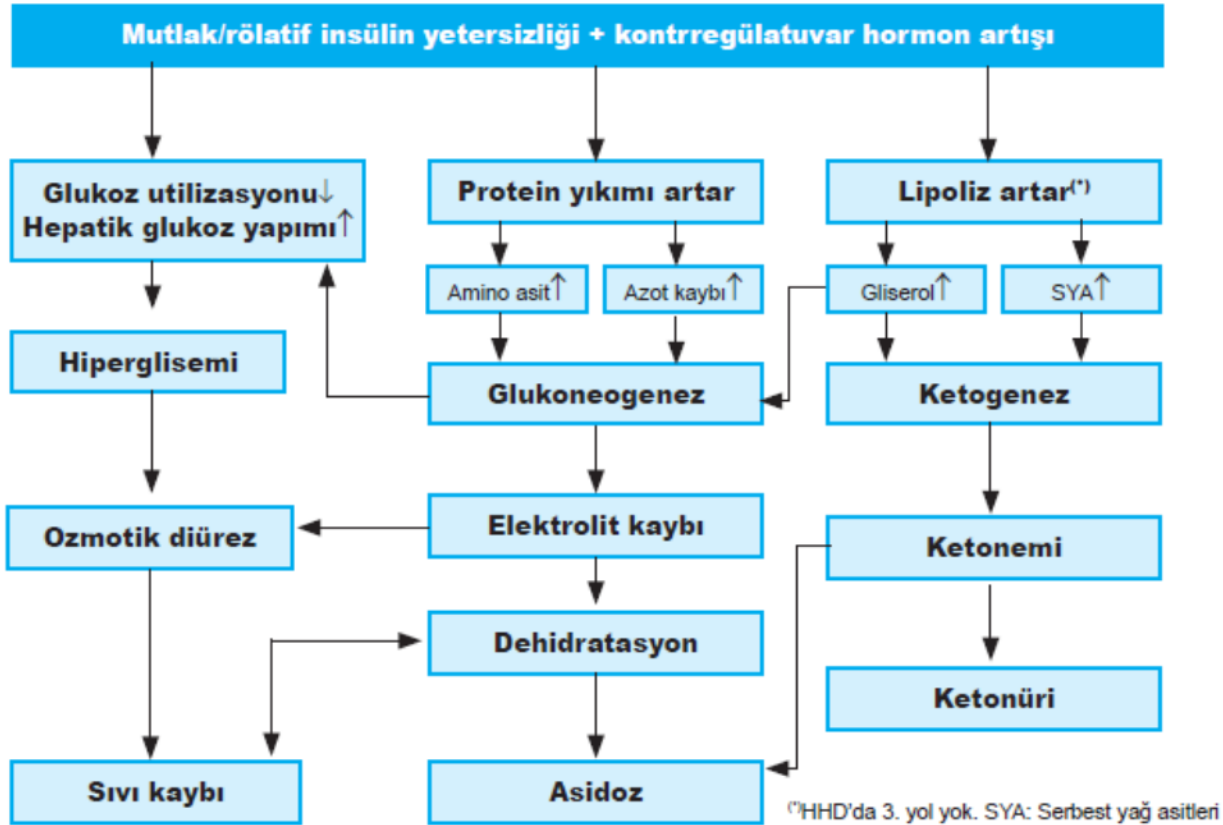 Mutlak/rölatif insülin yetersizliği + kontrregülatuvar hormon artışı
Glukoz utilizasyonu↓
Hepatik glukoz yapımı↑
Protein yıkımı artar
Lipoliz artar(*)
Amino asit↑
Azot kaybı↑
Gliserol↑
SYA↑
Hiperglisemi
Glukoneogenez
Ketogenez
Ozmotik diürez
Elektrolit kaybı
Ketonemi
Dehidratasyon
Ketonüri
Sıvı kaybı
Asidoz
(*)HHD'da 3. yol yok. SYA: Serbest yağ asitleri